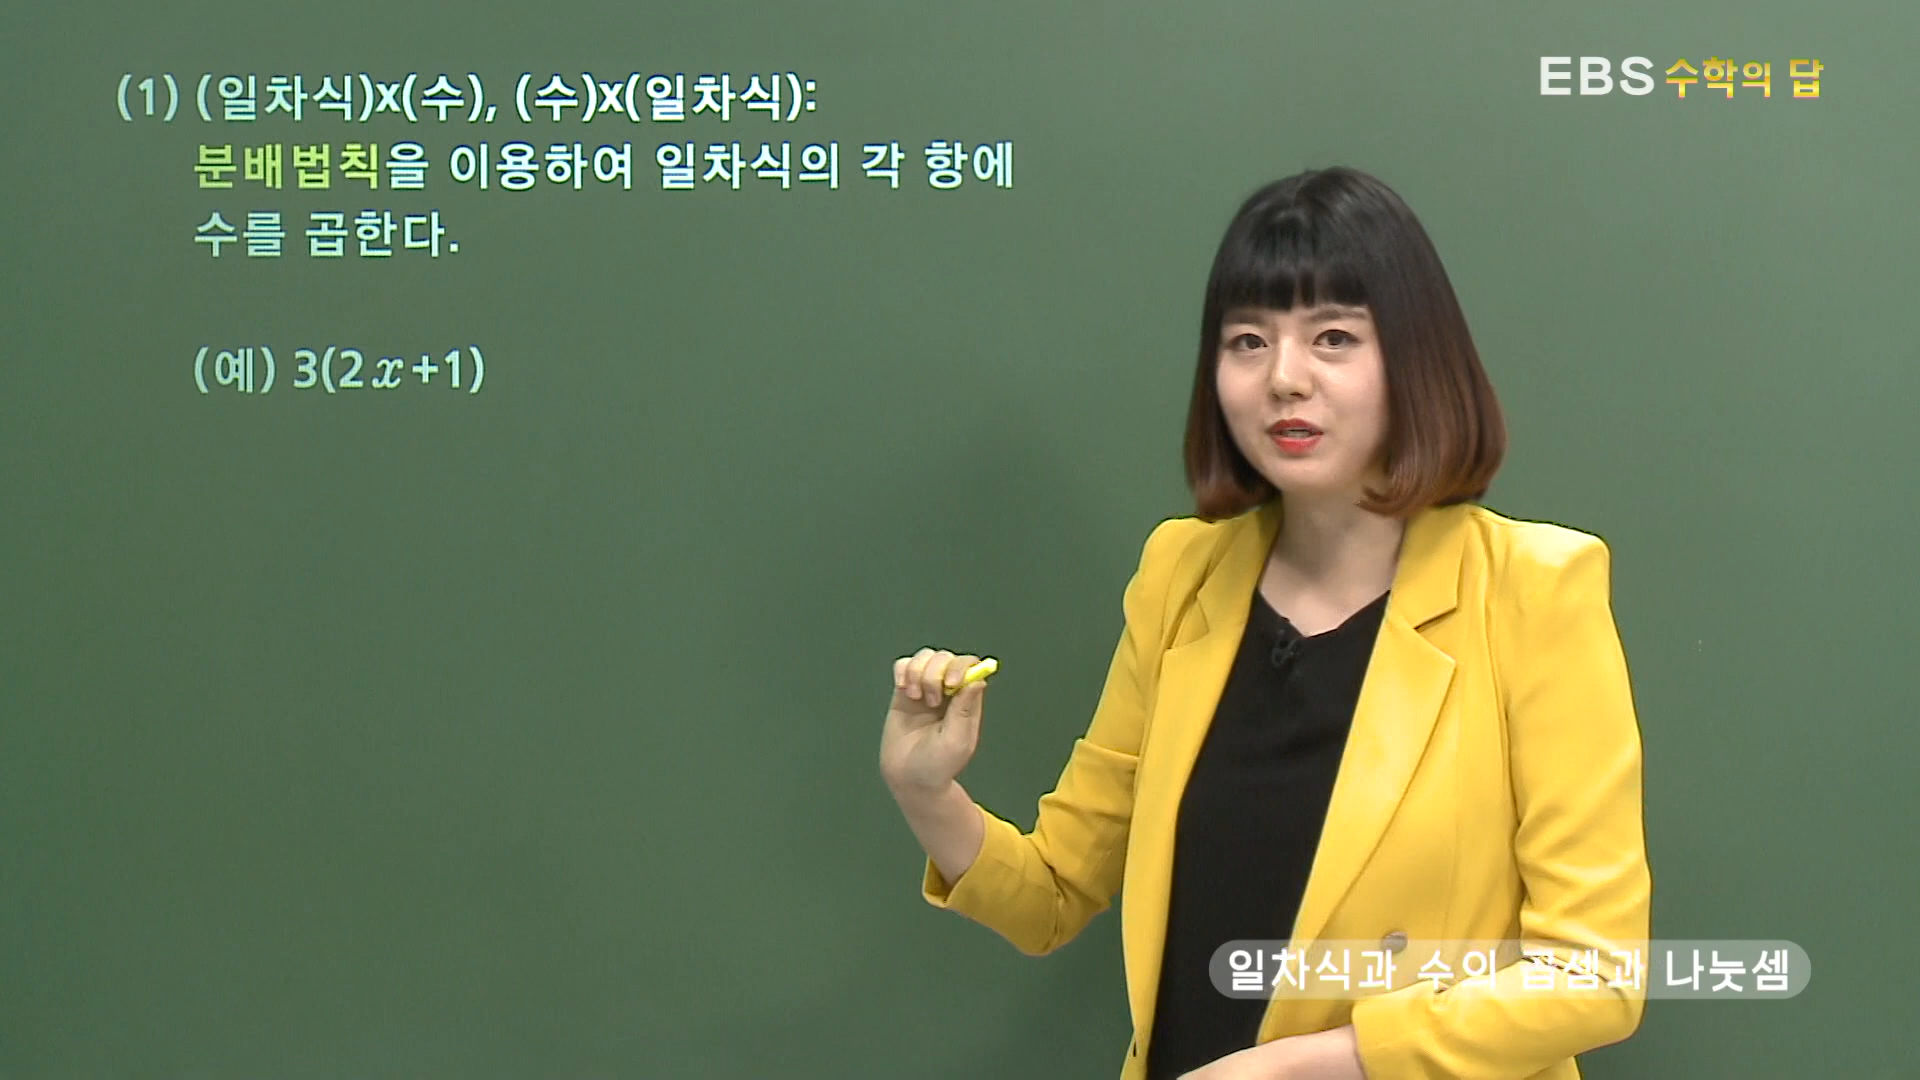 EBS 수학의 답
(1) (일차식)x(수), (수)x(일차식):
분배법칙을 이용하여 일차식의 각 항에
수를 곱한다.
(예) 3(2x+1)
일차식과 수의 곱셈과 나눗셈